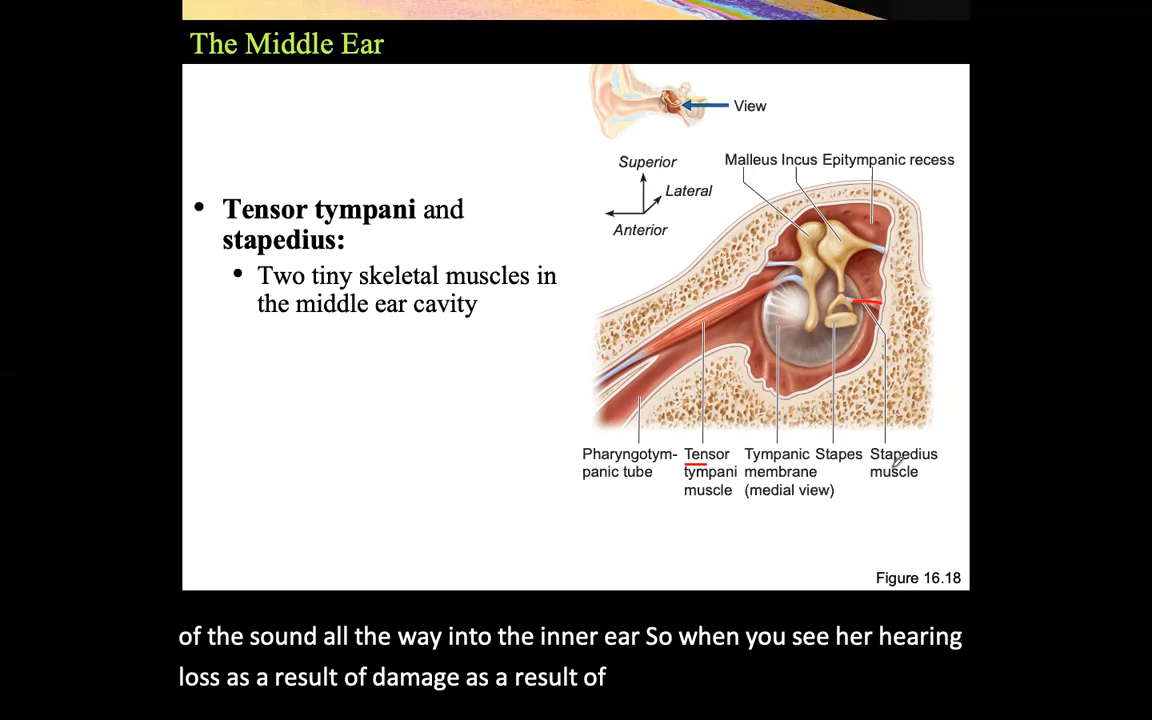 The Middle Ear
View
Superior
Lateral
Anterior
Malleus Incus Epitympanic recess
• Tensor tympani and
stapedius:
• Two tiny skeletal muscles in
the middle ear cavity
Pharyngotym-
panic tube
Tensor
tympani
muscle
Tympanic
membrane
(medial view)
Stapes
Stapedius
muscle
Figure 16.18
of the sound all the way into the inner ear So when you see her hearing
loss as a result of damage as a result of